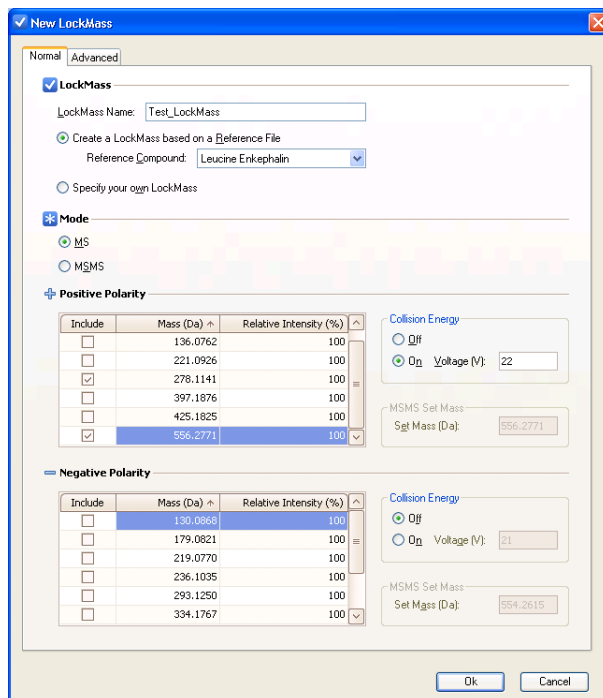 New LockMass
Normal Advanced
LockMass
LockMass Name: Test_LockMass
Create a LockMass based on a Reference File
Reference Compound: Leucine Enkephalin
Specify your own LockMass
Mode
MS
MSMS
Positive Polarity
Include Mass (Da) Relative Intensity (%)
136.0762 100
221.0926 100
278.1141 100
397.1876 100
425.1825 100
556.2771 100
Collision Energy
Off
On Voltage (V): 22
MSMS Set Mass
Set Mass (Da): 556.2771
Negative Polarity
Include Mass (Da) Relative Intensity (%)
130.0868 100
179.0821 100
219.0770 100
236.1035 100
293.1250 100
334.1767 100
Collision Energy
Off
On Voltage (V): 21
MSMS Set Mass
Set Mass (Da): 554.2615
Ok Cancel